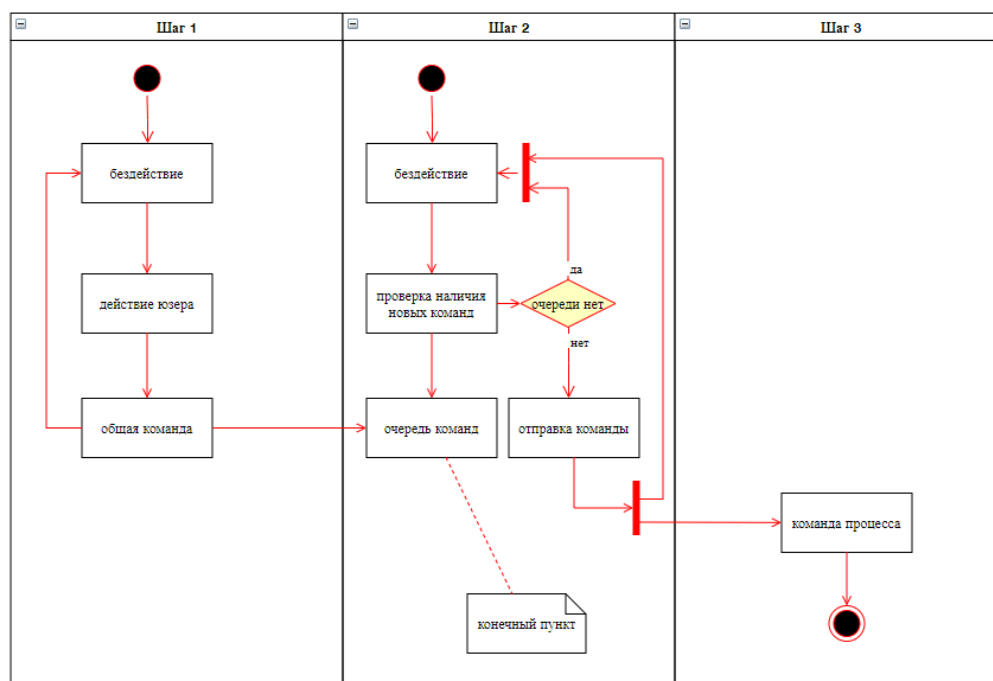 Шаг 1
Шаг 2
Шаг 3
бездействие
бездействие
действие юзера
проверка наличия
новых команд
да
очереди нет
нет
общая команда
очередь команд
отправка команды
команда процесса
конечный пункт